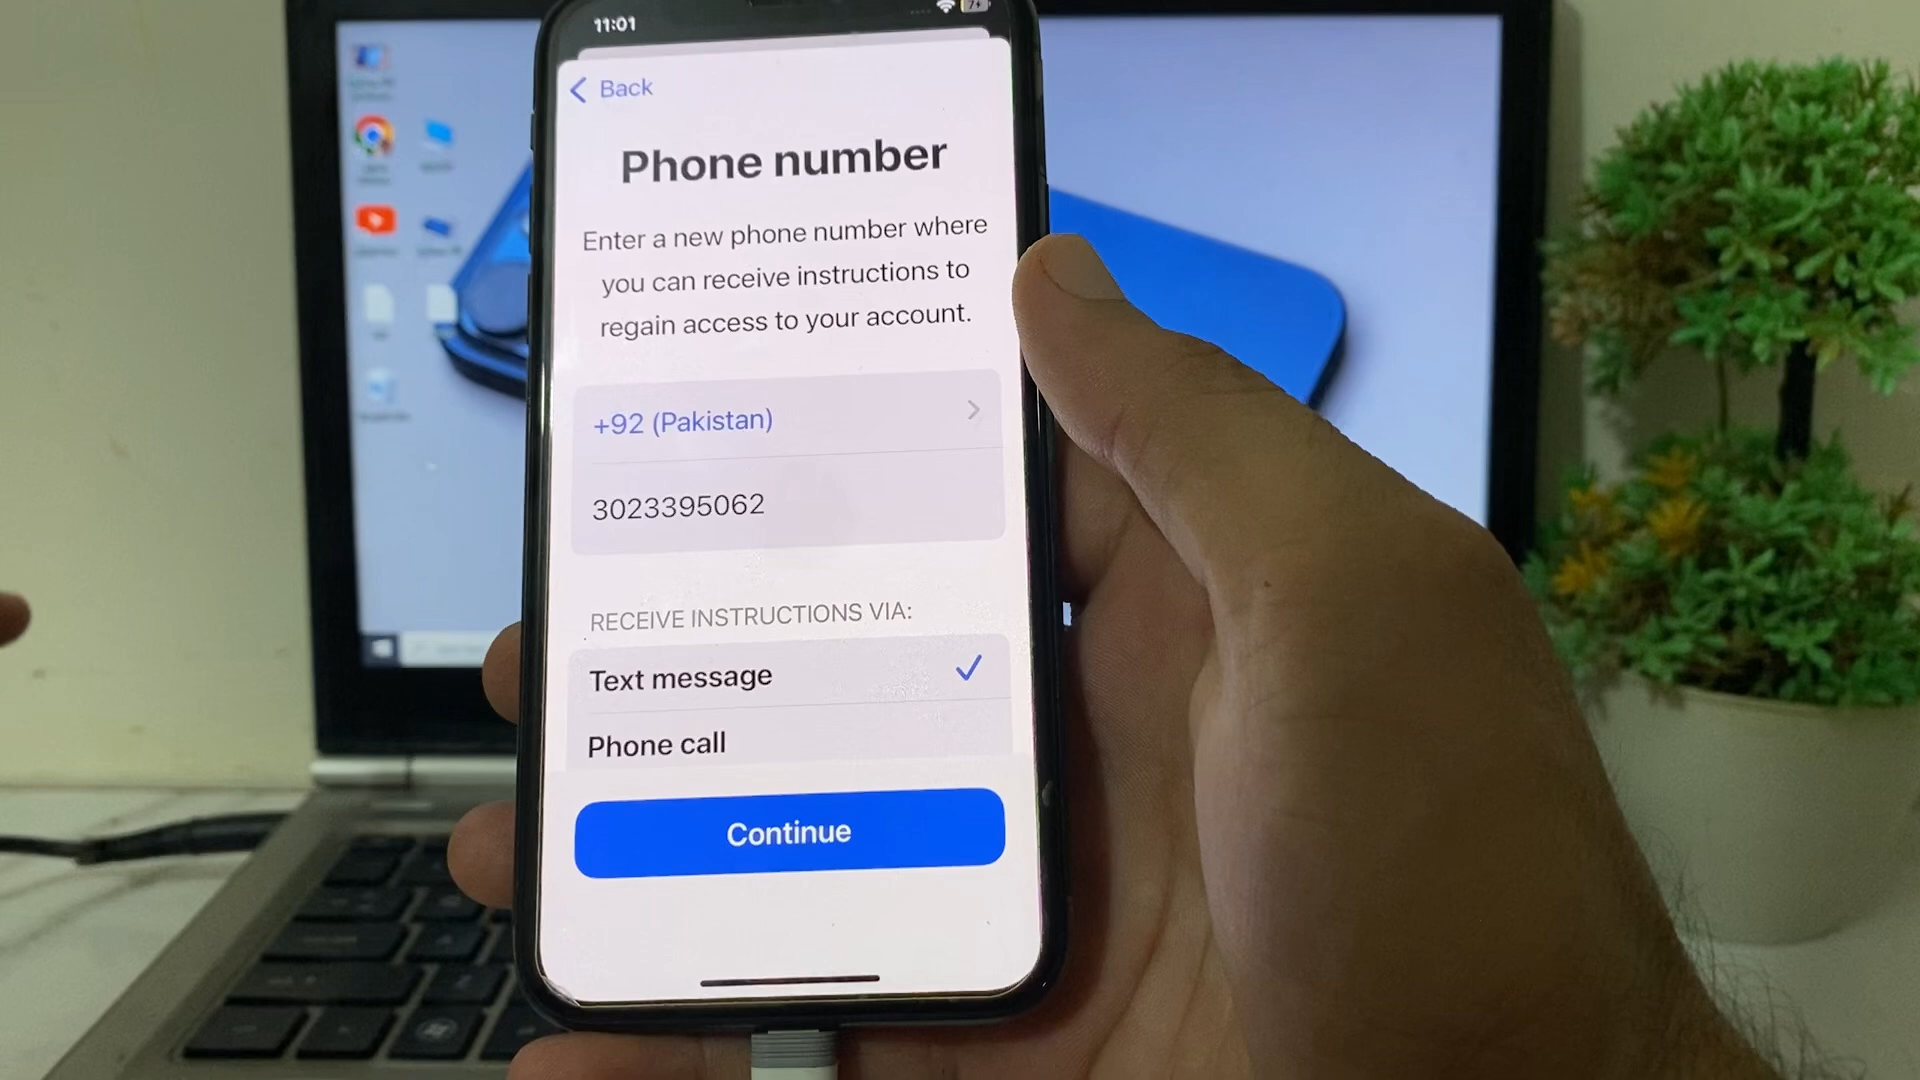 11:01
7
Back
Phone number
Enter a new phone number where
you can receive instructions to
regain access to your account.
+92 (Pakistan)
3023395062
RECEIVE INSTRUCTIONS VIA:
Text message
Phone call
Continue